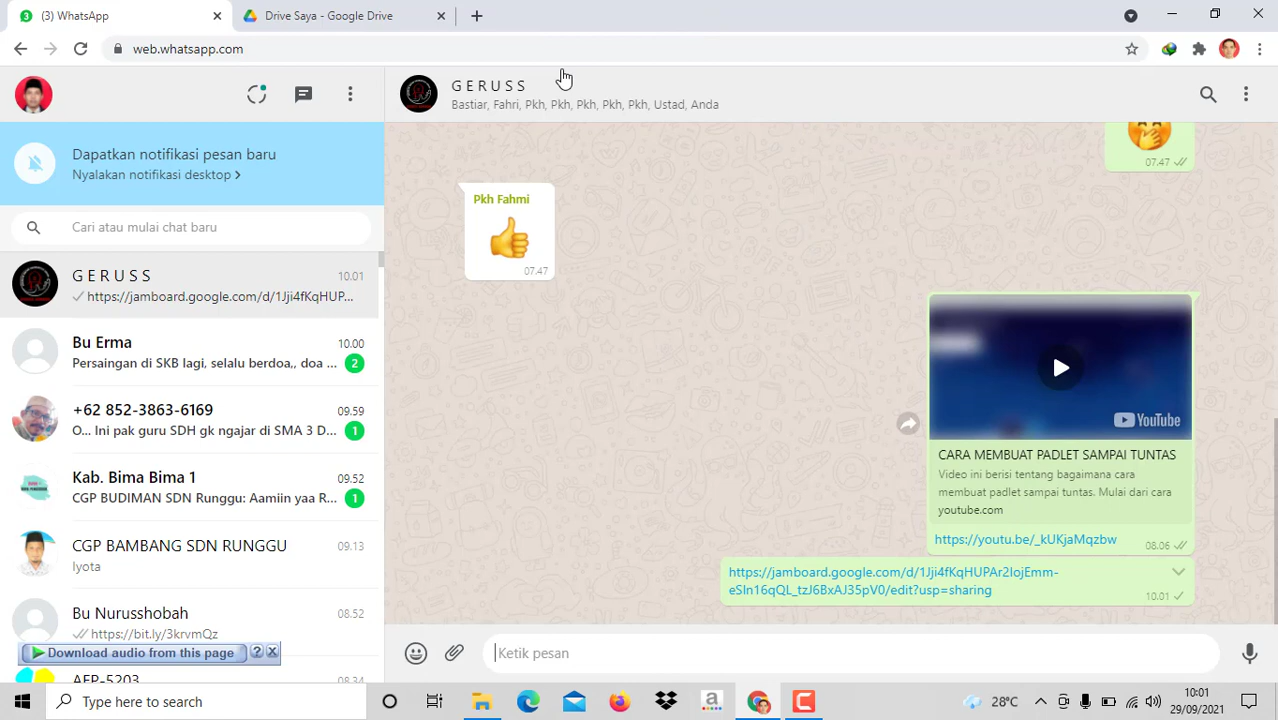 (3) WhatsApp
Drive Saya - Google Drive
web.whatsapp.com
G E R U S S
Bastiar, Fahri, Pkh, Pkh, Pkh, Pkh, Pkh, Ustad, Anda
Dapatkan notifikasi pesan baru
Nyalakan notifikasi desktop >
Cari atau mulai chat baru
G E R U S S
10.01
https://jamboard.google.com/d/1Jji4fKqHUP...
Bu Erma
10.00
Persaingan di SKB lagi, selalu berdoa,, doa ...
2
+62 852-3863-6169
09.59
O... Ini pak guru SDH gk ngajar di SMA 3 D...
1
Kab. Bima Bima 1
09.52
CGP BUDIMAN SDN Runggu: Aamiin yaa R...
1
CGP BAMBANG SDN RUNGGU
09.13
Iyota
Bu Nurusshobah
08.52
https://bit.ly/3krvmQz
Download audio from this page
?
AEP-5203
08.34
07.47
Pkh Fahmi
07.47
YouTube
CARA MEMBUAT PADLET SAMPAI TUNTAS
Video ini berisi tentang bagaimana cara
membuat padlet sampai tuntas. Mulai dari cara
youtube.com
https://youtu.be/_kUKjaMqzbw
08.06
https://jamboard.google.com/d/1Jji4fKqHUPAr2IojEmm-
eSIn16qQL_tzJ6BxAJ35pV0/edit?usp=sharing
10.01
Ketik pesan
Type here to search
a
28°C
10:01
29/09/2021